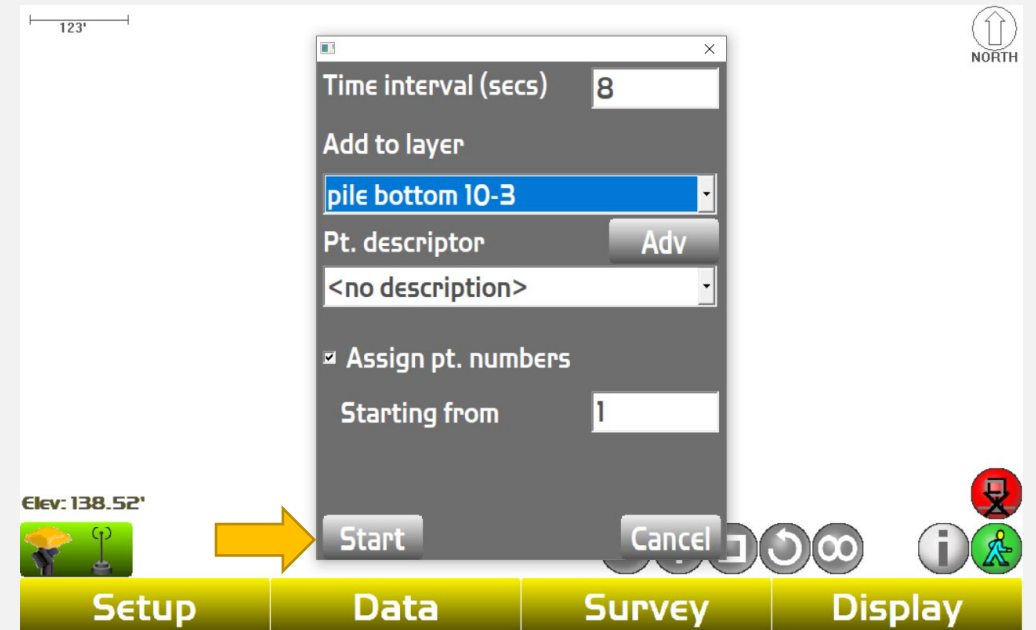 123'
NORTH
Time interval (secs) 8
Add to layer
pile bottom 10-3
Pt. descriptor Adv
<no description>
Assign pt. numbers
Starting from 1
Elev: 138.52'
Start Cancel
Setup Data Survey Display